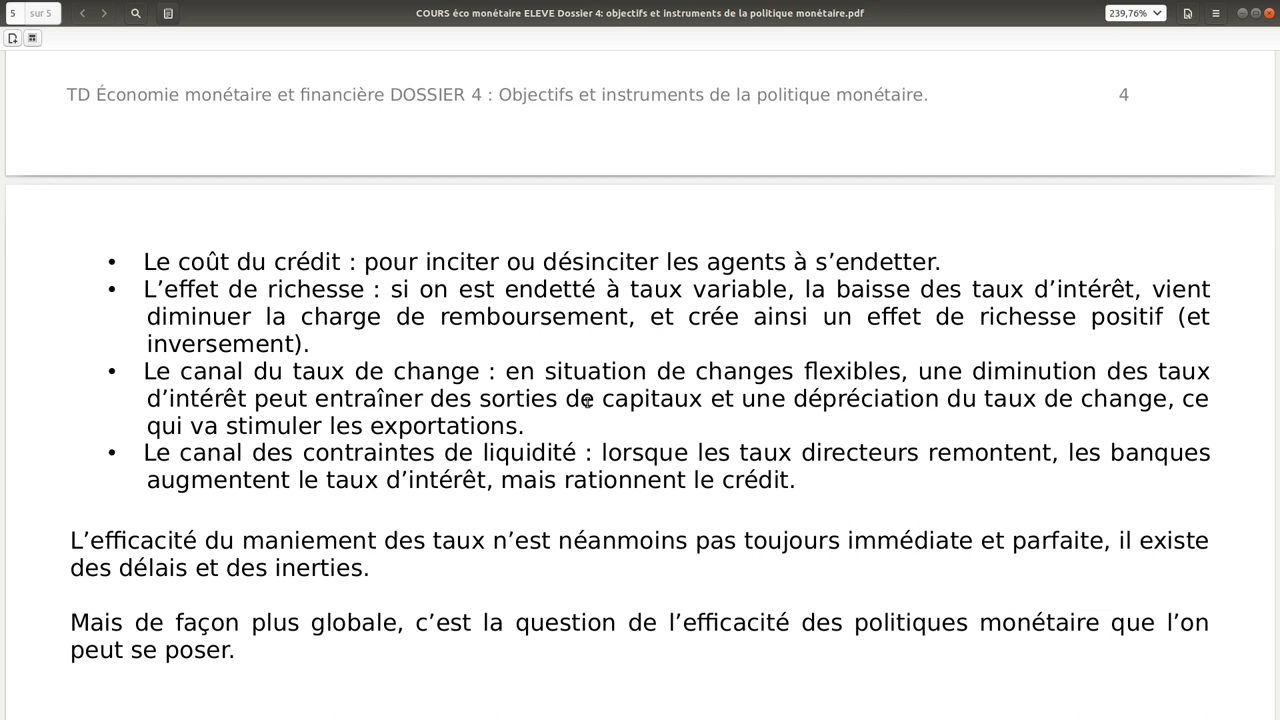 5 sur 5
COURS éco monétaire ELEVE Dossier 4: objectifs et instruments de la politique monétaire.pdf
239,76%
TD Économie monétaire et financière DOSSIER 4 : Objectifs et instruments de la politique monétaire. 4
• Le coût du crédit : pour inciter ou désinciter les agents à s’endetter.
• L’effet de richesse : si on est endetté à taux variable, la baisse des taux d’intérêt, vient
diminuer la charge de remboursement, et crée ainsi un effet de richesse positif (et
inversement).
• Le canal du taux de change : en situation de changes flexibles, une diminution des taux
d’intérêt peut entraîner des sorties de capitaux et une dépréciation du taux de change, ce
qui va stimuler les exportations.
• Le canal des contraintes de liquidité : lorsque les taux directeurs remontent, les banques
augmentent le taux d’intérêt, mais rationnent le crédit.
L’efficacité du maniement des taux n’est néanmoins pas toujours immédiate et parfaite, il existe
des délais et des inerties.
Mais de façon plus globale, c’est la question de l’efficacité des politiques monétaire que l’on
peut se poser.